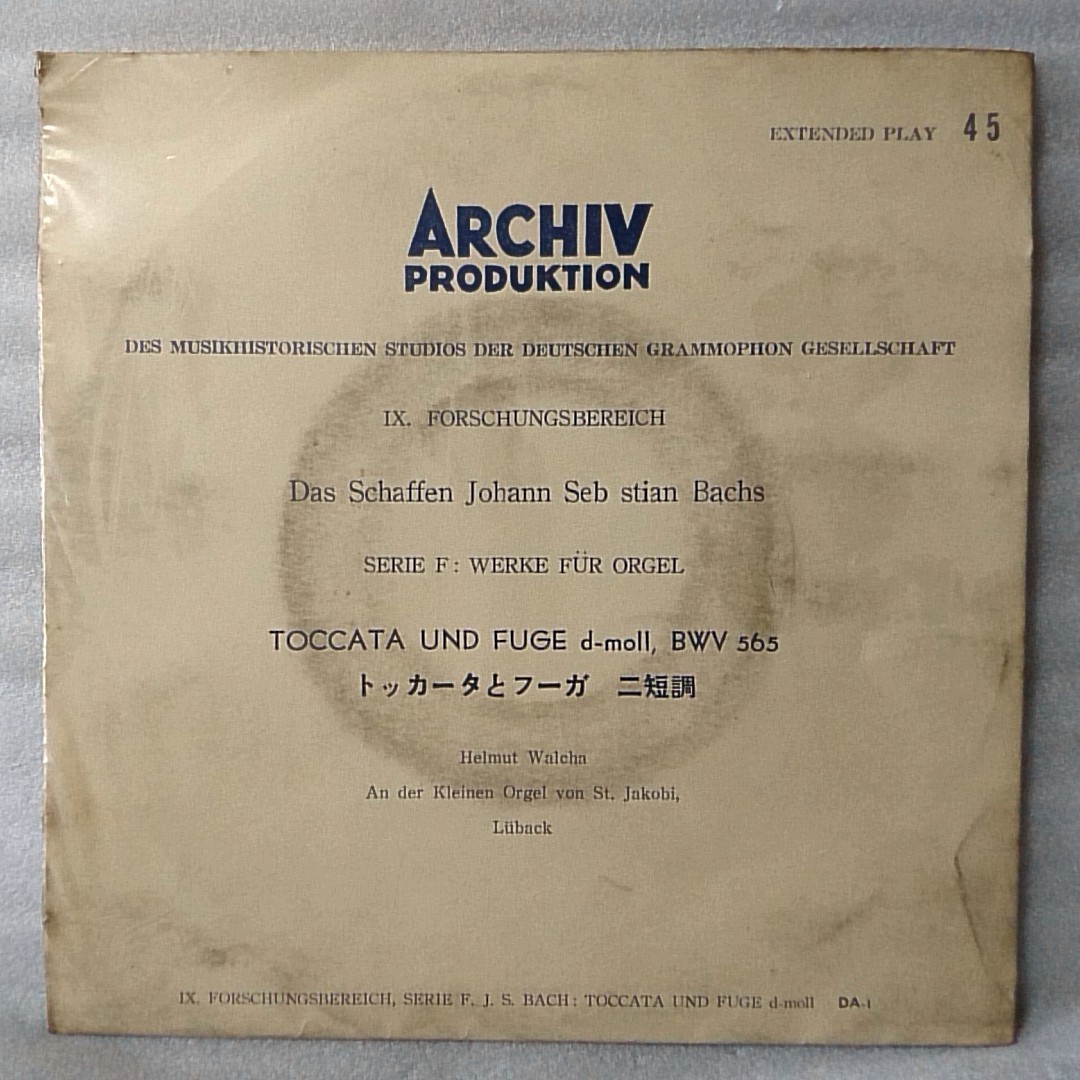 EXTENDED PLAY 45
ARCHIV
PRODUKTION
DES MUSIKHISTORISCHEN STUDIOS DER DEUTSCHEN GRAMMOPHON GESELLSCHAFT
IX. FORSCHUNGSBEREICH
Das Schaffen Johann Seb stian Bachs
SERIE F: WERKE FÜR ORGEL
TOCCATA UND FUGE d-moll, BWV 565
トッカータとフーガ 二短調
Helmut Walcha
An der Kleinen Orgel von St. Jakobi,
Lüback
IX. FORSCHUNGSBEREICH, SERIE F. J. S. BACH: TOCCATA UND FUGE d-moll DA-1